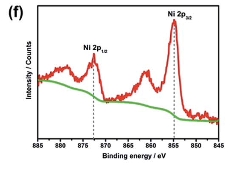 (f)
Ni 2p3/2
Ni 2p1/2
Intensity / Counts
885 880 875 870 865 860 855 850 845
Binding energy / eV